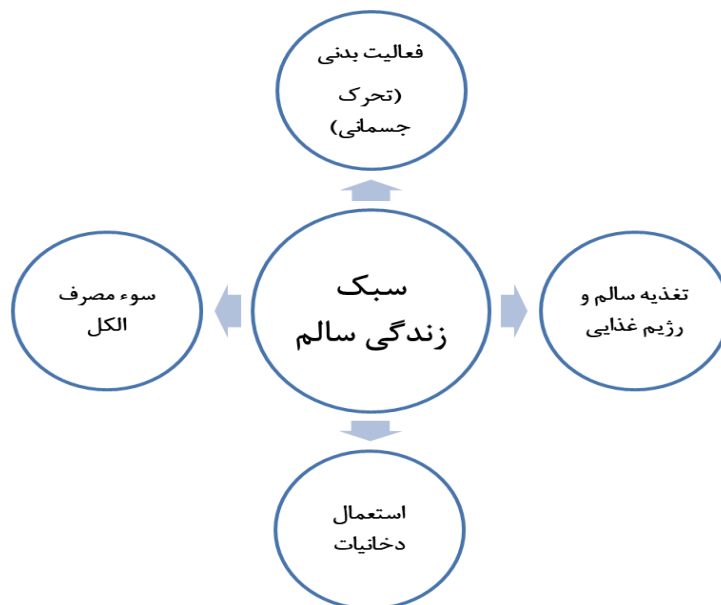 فعالیت بدنی
(تحرک
جسمانی)
سبک
زندگی سالم
تغذیه سالم و
رژیم غذایی
سوء مصرف
الکل
استعمال
دخانیات